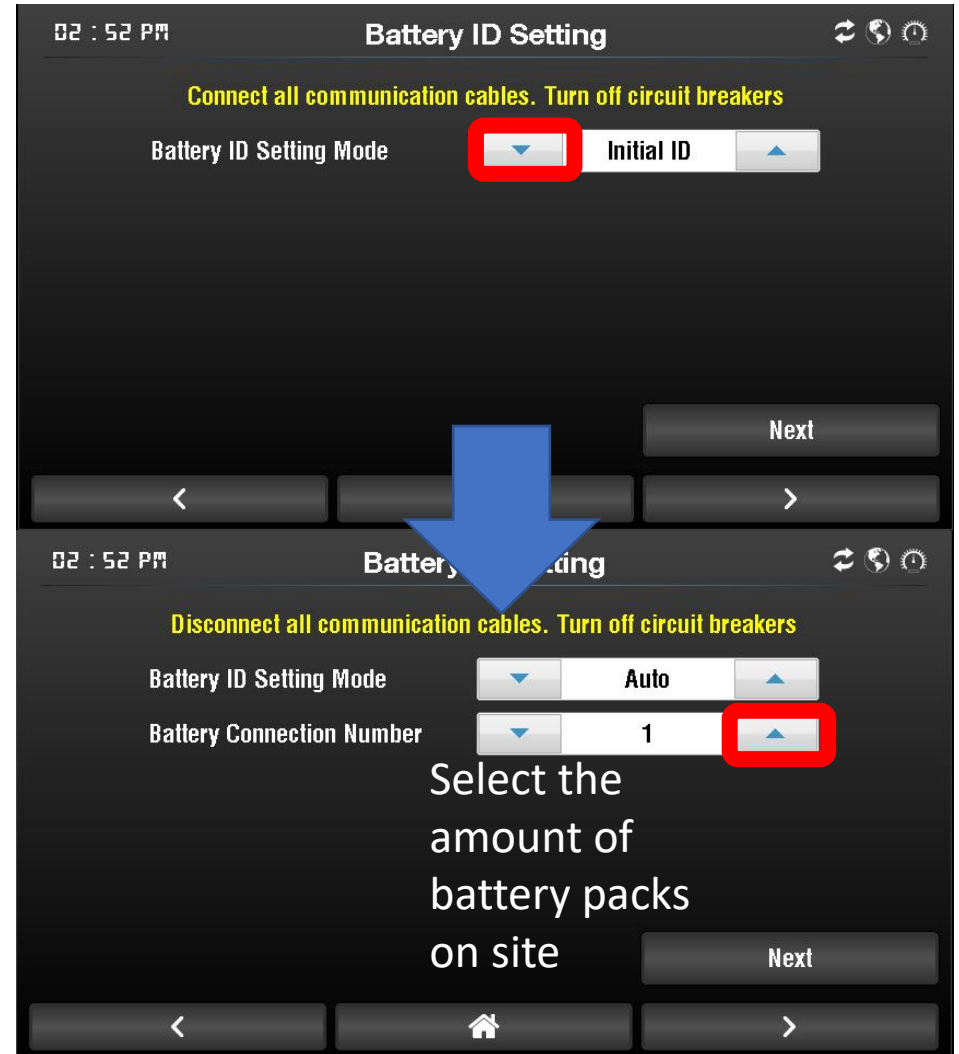 02 : 52 PM
Battery ID Setting
Connect all communication cables. Turn off circuit breakers
Battery ID Setting Mode
Initial ID
Next
<
>
02 : 52 PM
Battery ting
Disconnect all communication cables. Turn off circuit breakers
Battery ID Setting Mode
Auto
Battery Connection Number
1
Select the
amount of
battery packs
on site
Next
<
>